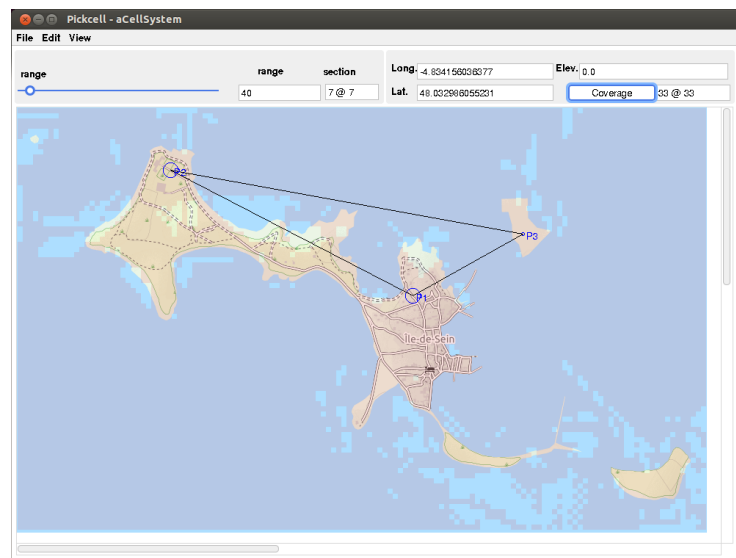 Pickcell - aCellSystem
File Edit View
range
range section
40 7 @ 7
Long. -4.834156036377 Elev. 0.0
Lat. 48.032986055231 Coverage 33 @ 33
P2
P3
P1
Île-de-Sein